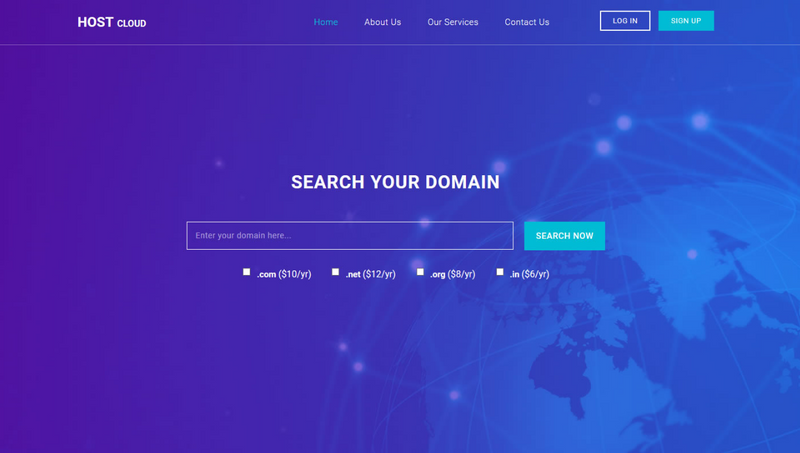 HOST CLOUD
Home About Us Our Services Contact Us
LOG IN SIGN UP
SEARCH YOUR DOMAIN
Enter your domain here...
SEARCH NOW
.com ($10/yr) .net ($12/yr) .org ($8/yr) .in ($6/yr)